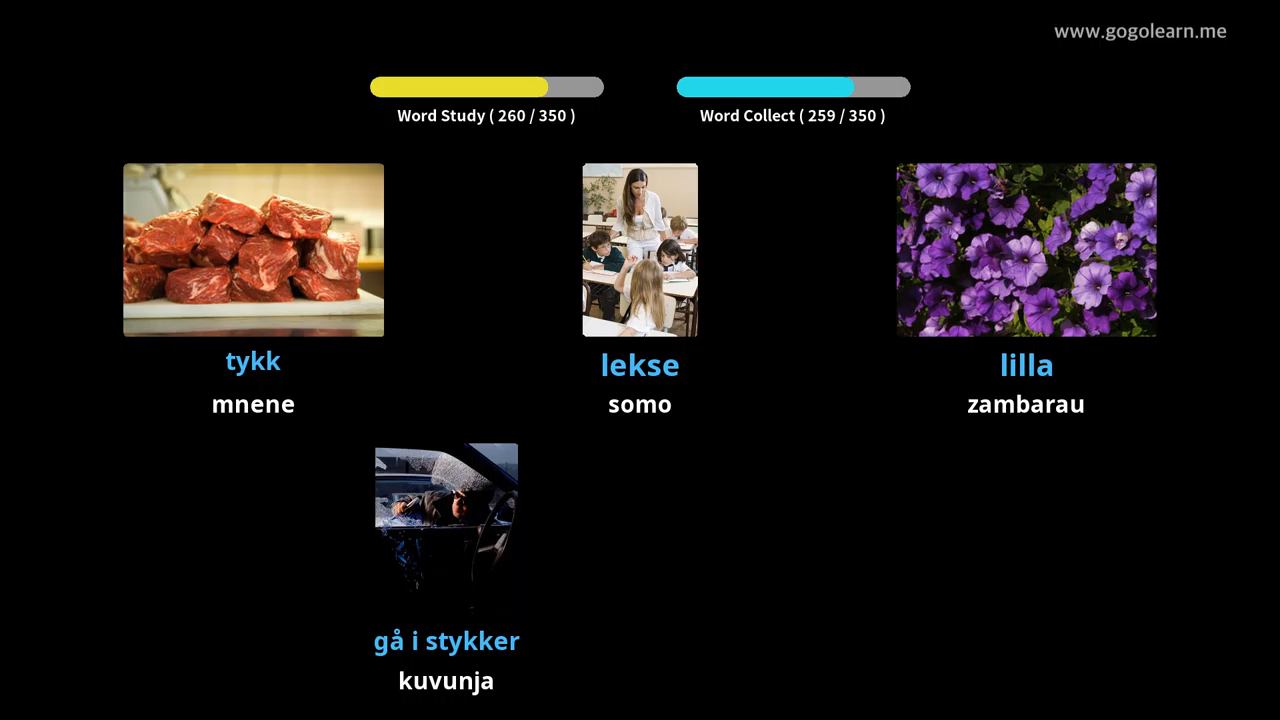 www.gogolearn.me
Word Study ( 260 / 350 )
Word Collect ( 259 / 350 )
tykk
mnene
lekse
somo
lilla
zambarau
gå i stykker
kuvunja